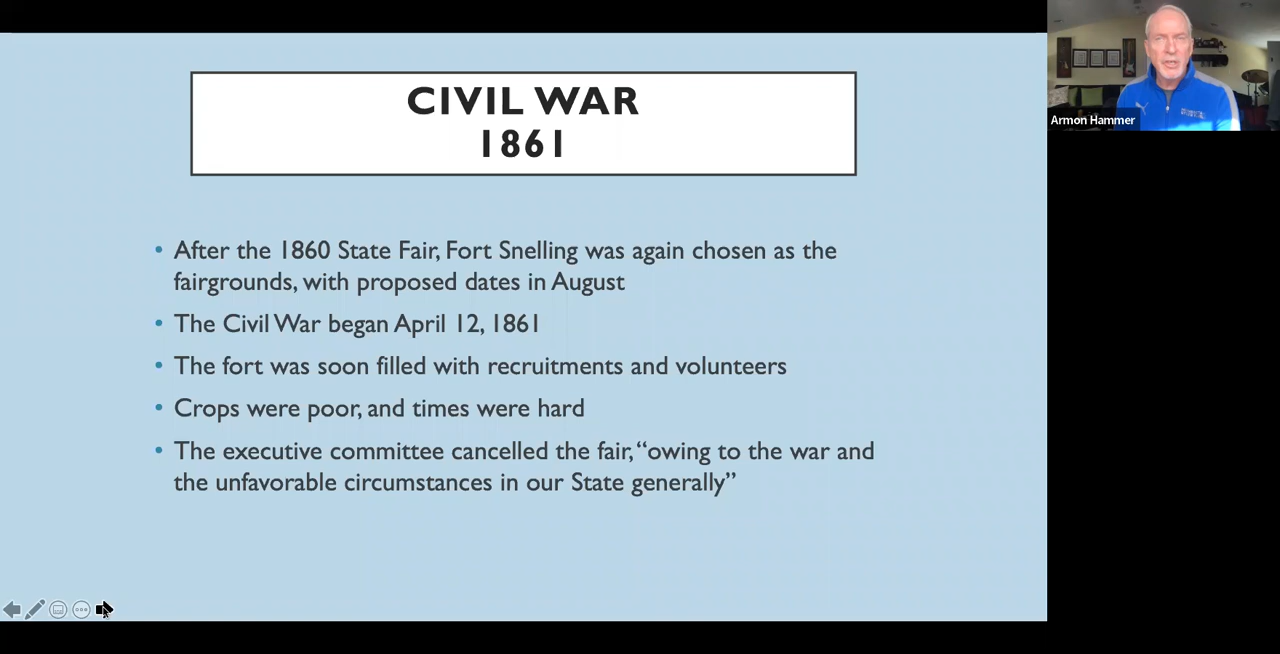 CIVIL WAR
1861
• After the 1860 State Fair, Fort Snelling was again chosen as the
fairgrounds, with proposed dates in August
• The Civil War began April 12, 1861
• The fort was soon filled with recruitments and volunteers
• Crops were poor, and times were hard
• The executive committee cancelled the fair, “owing to the war and
the unfavorable circumstances in our State generally”
Armon Hammer